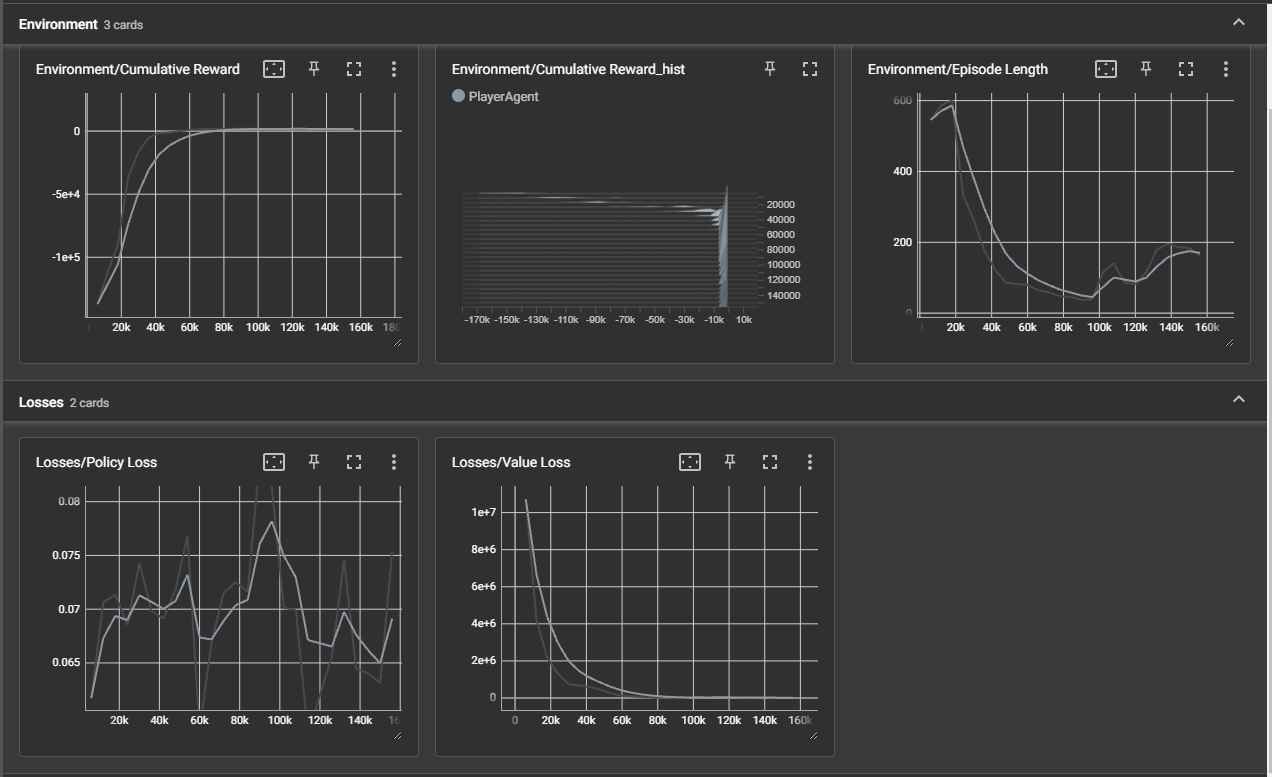 Environment 3 cards
Environment/Cumulative Reward
0
-5e+4
-1e+5
20k 40k 60k 80k 100k 120k 140k 160k 180
Environment/Cumulative Reward_hist
PlayerAgent
20000
40000
60000
80000
100000
120000
140000
-170k -150k -130k -110k -90k -70k -50k -30k -10k 10k
Environment/Episode Length
600
400
200
0
20k 40k 60k 80k 100k 120k 140k 160k
Losses 2 cards
Losses/Policy Loss
0.08
0.075
0.07
0.065
20k 40k 60k 80k 100k 120k 140k 16
Losses/Value Loss
1e+7
8e+6
6e+6
4e+6
2e+6
0
0 20k 40k 60k 80k 100k 120k 140k 160k